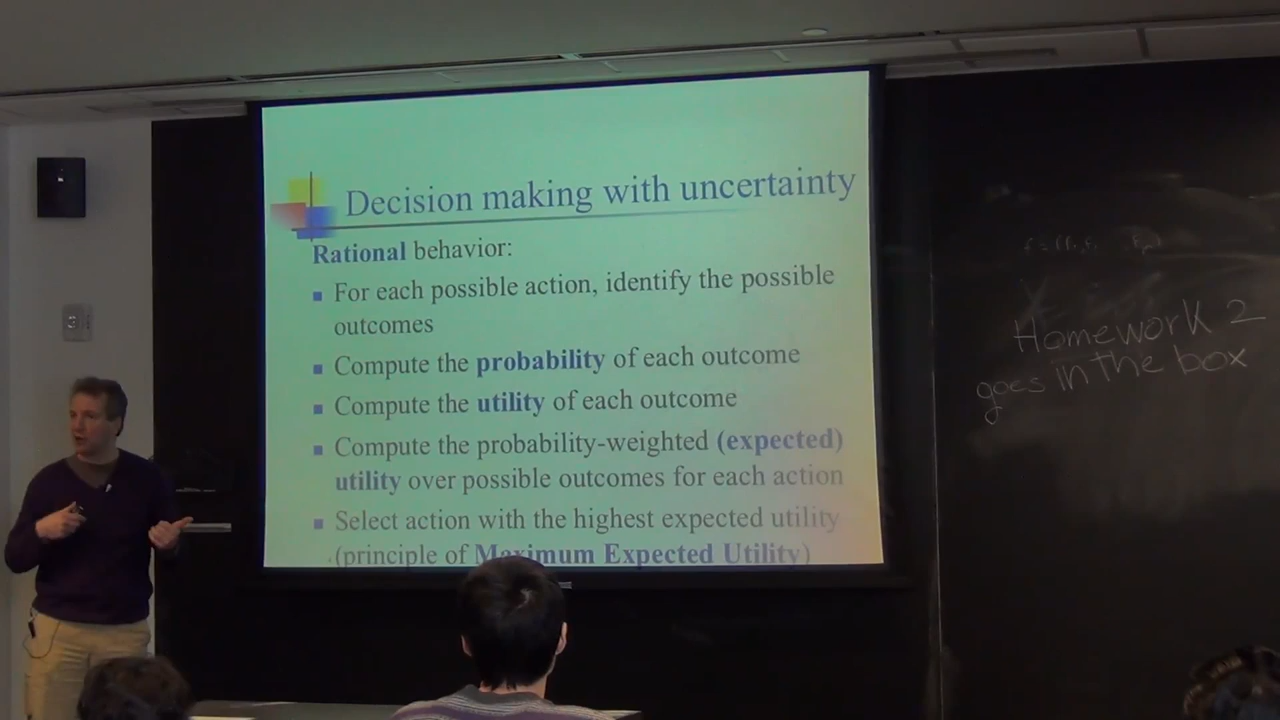 Decision making with uncertainty
Rational behavior:
For each possible action, identify the possible
outcomes
Compute the probability of each outcome
Compute the utility of each outcome
Compute the probability-weighted (expected)
utility over possible outcomes for each action
Select action with the highest expected utility
(principle of Maximum Expected Utility)
Homework 2
goes in the box